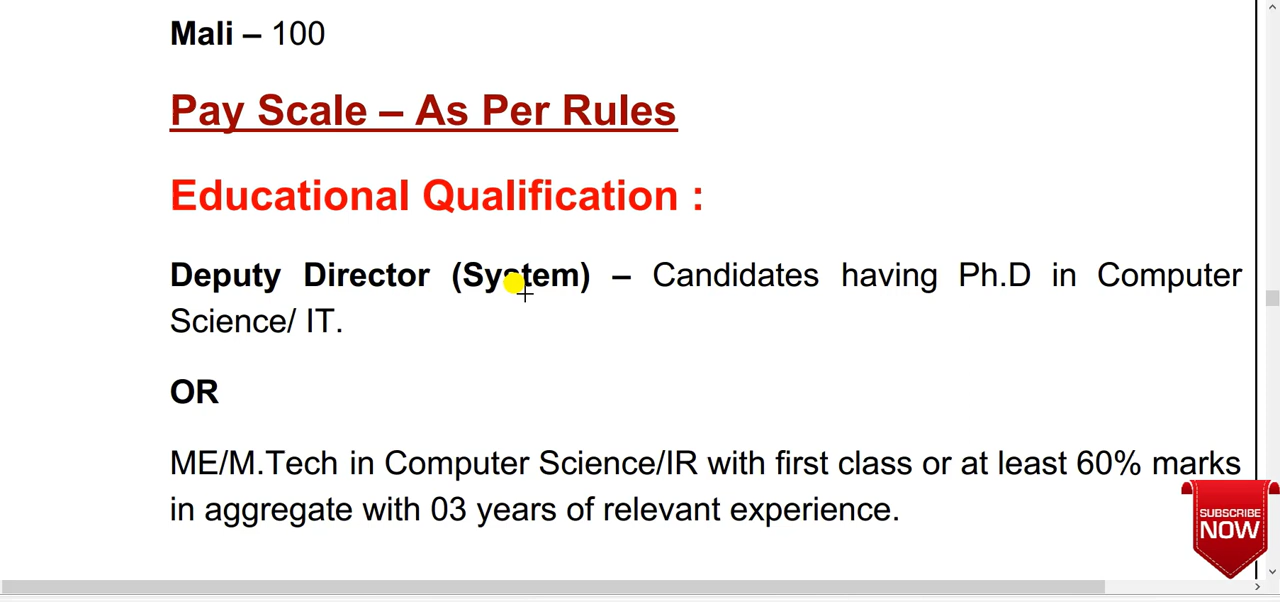 Mali – 100
Pay Scale – As Per Rules
Educational Qualification :
Deputy Director (System) – Candidates having Ph.D in Computer
Science/ IT.
OR
ME/M.Tech in Computer Science/IR with first class or at least 60% marks
in aggregate with 03 years of relevant experience.
SUBSCRIBE
NOW